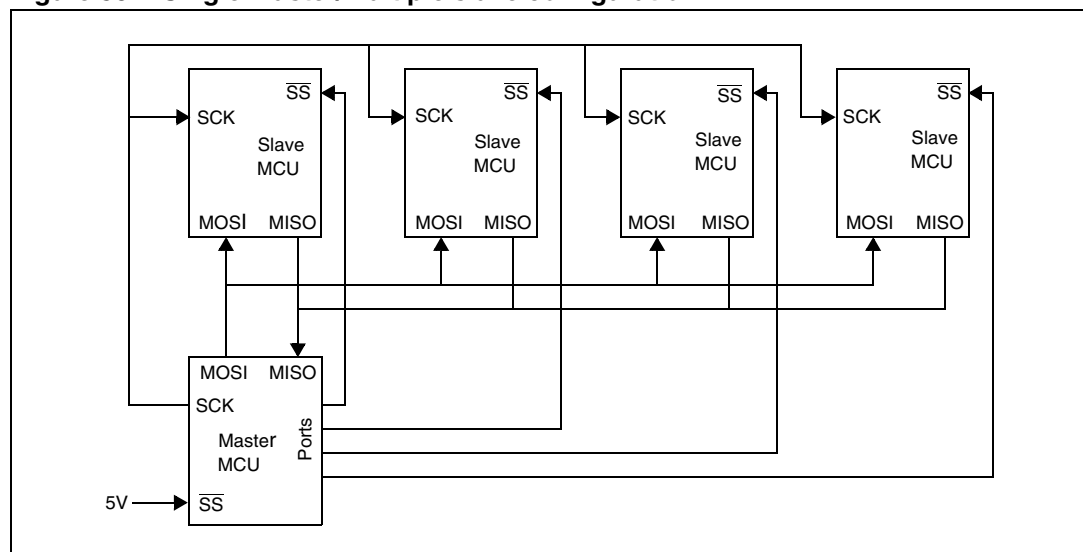 SS SS SS SS
SCK SCK SCK SCK
Slave Slave Slave Slave
MCU MCU MCU MCU
MOSI MISO MOSI MISO MOSI MISO MOSI MISO
MOSI MISO
SCK
Ports
Master
MCU
5V
SS